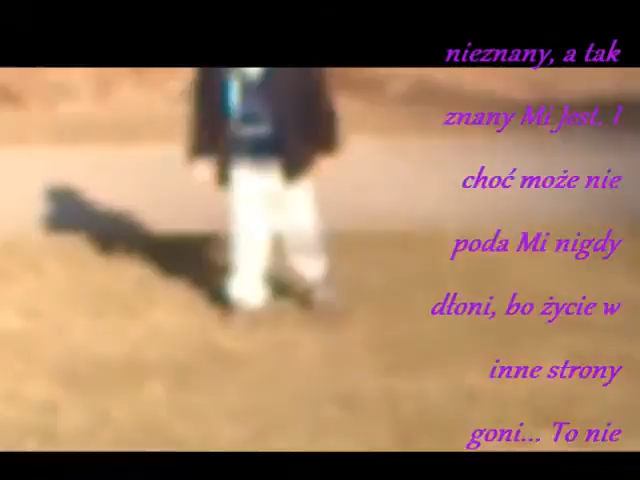 nieznany, a tak
znany Mi Jest. I
choć może nie
poda Mi nigdy
dłoni, bo życie w
inne strony
goni... To nie